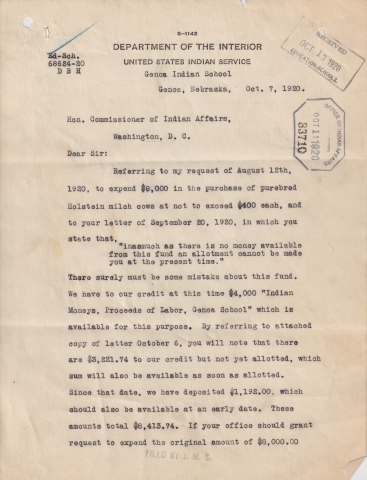 5-1142
Ed-Sch.
68624-20
D B H
DEPARTMENT OF THE INTERIOR
UNITED STATES INDIAN SERVICE
Genoa Indian School
Genoa, Nebraska, Oct. 7, 1920.
RECEIVED
OCT 13 1920
EDUCATION-SCHOOLS
OFFICE OF INDIAN AFFAIRS
OCT 11 1920
83710
Hon. Commissioner of Indian Affairs,
Washington, D. C.
Dear Sir:
Referring to my request of August 12th,
1920, to expend $8,000 in the purchase of purebred
Holstein milch cows at not to exceed $400 each, and
to your letter of September 20, 1920, in which you
state that,
"inasmuch as there is no money available
from this fund an allotment cannot be made
you at the present time."
There surely must be some mistake about this fund.
We have to our credit at this time $4,000 "Indian
Moneys, Proceeds of Labor, Genoa School" which is
available for this purpose. By referring to attached
copy of letter October 6, you will note that there
are $3,221.74 to our credit but not yet allotted, which
sum will also be available as soon as allotted.
Since that date, we have deposited $1,192.00, which
should also be available at an early date. These
amounts total $8,413.74. If your office should grant
request to expend the original amount of $8,000.00
FILED BY J. M. S.